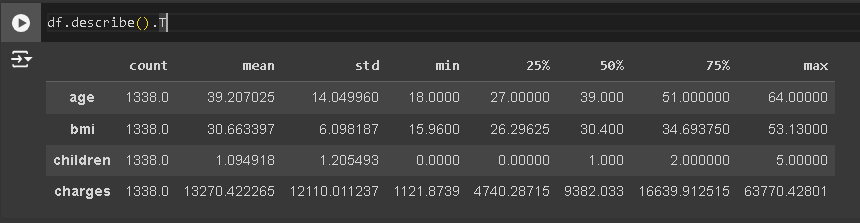 df.describe().T
count mean std min 25% 50% 75% max
age 1338.0 39.207025 14.049960 18.0000 27.00000 39.000 51.000000 64.00000
bmi 1338.0 30.663397 6.098187 15.9600 26.29625 30.400 34.693750 53.13000
children 1338.0 1.094918 1.205493 0.0000 0.00000 1.000 2.000000 5.00000
charges 1338.0 13270.422265 12110.011237 1121.8739 4740.28715 9382.033 16639.912515 63770.42801